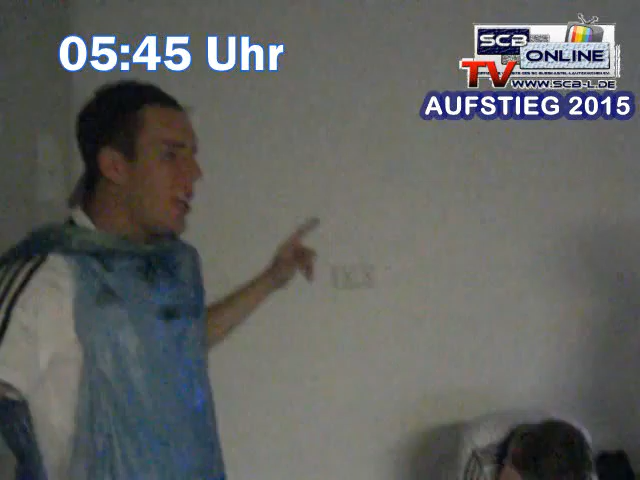 05:45 Uhr
SCB
ONLINE
TV
WWW.SCB-L.DE
AUFSTIEG 2015